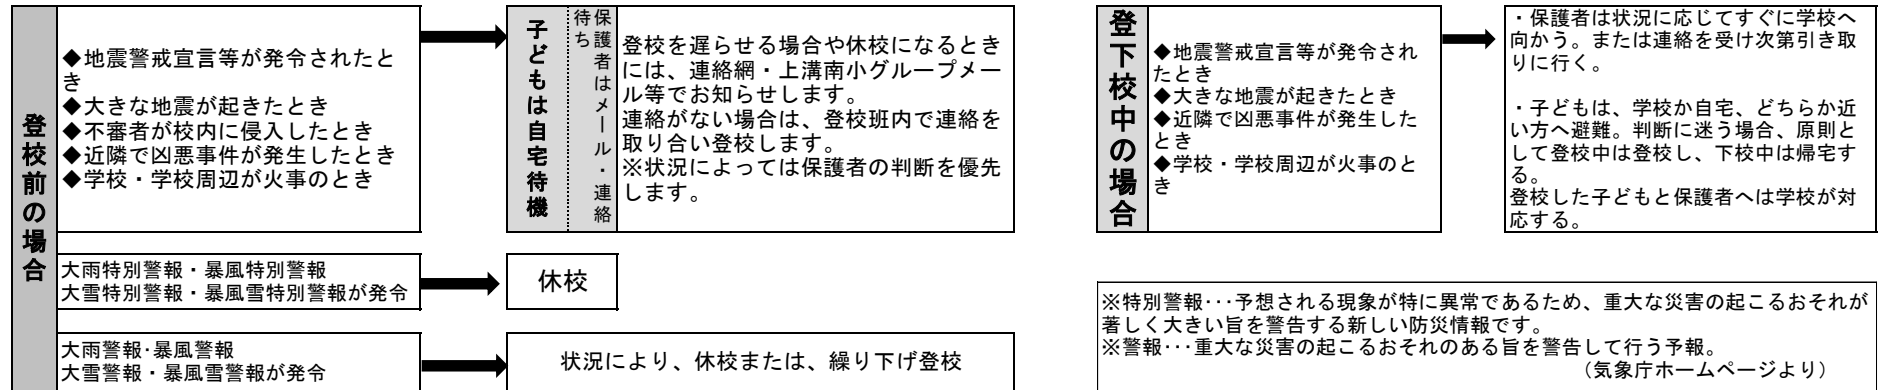 登校前の場合
◆地震警戒宣言等が発令されたと
き
◆大きな地震が起きたとき
◆不審者が校内に侵入したとき
◆近隣で凶悪事件が発生したとき
◆学校・学校周辺が火事のとき
子どもは自宅待機
保護者はメール・連絡
待ち
登校を遅らせる場合や休校になるとき
には、連絡網・上溝南小グループメー
ル等でお知らせします。
連絡がない場合は、登校班内で連絡を
取り合い登校します。
※状況によっては保護者の判断を優先
します。
大雨特別警報・暴風特別警報
大雪特別警報・暴風雪特別警報が発令
休校
大雨警報･暴風警報
大雪警報・暴風雪警報が発令
状況により、休校または、繰り下げ登校
登下校中の場合
◆地震警戒宣言等が発令され
たとき
◆大きな地震が起きたとき
◆近隣で凶悪事件が発生した
とき
◆学校・学校周辺が火事のと
き
・保護者は状況に応じてすぐに学校へ
向かう。または連絡を受け次第引き取
りに行く。
・子どもは、学校か自宅、どちらか近
い方へ避難。判断に迷う場合、原則と
して登校中は登校し、下校中は帰宅す
る。
登校した子どもと保護者へは学校が対
応する。
※特別警報･･･予想される現象が特に異常であるため、重大な災害の起こるおそれが
著しく大きい旨を警告する新しい防災情報です。
※警報･･･重大な災害の起こるおそれのある旨を警告して行う予報。
（気象庁ホームページより）